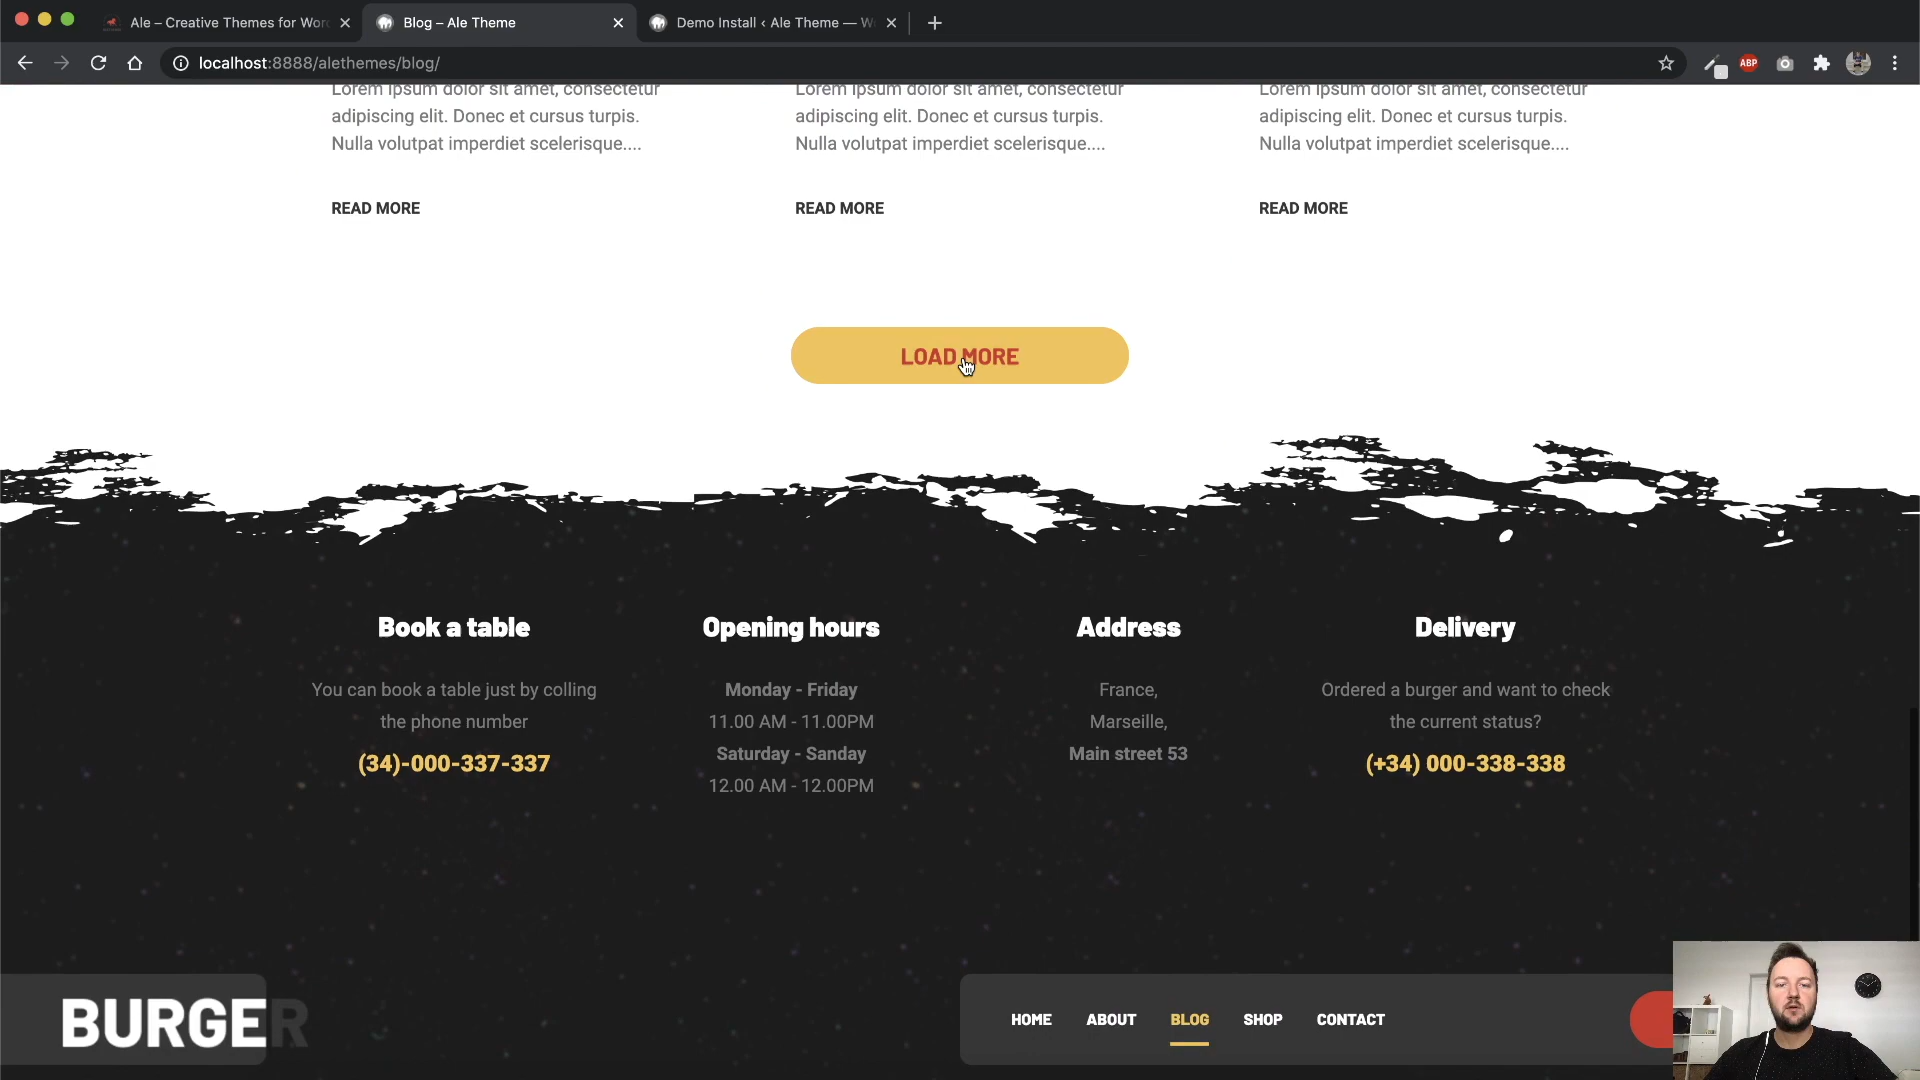 Ale – Creative Themes for Wor
Blog – Ale Theme
Demo Install ‹ Ale Theme — W
localhost:8888/alethemes/blog/
ABP
Lorem ipsum dolor sit amet, consectetur
adipiscing elit. Donec et cursus turpis.
Nulla volutpat imperdiet scelerisque....
READ MORE
Lorem ipsum dolor sit amet, consectetur
adipiscing elit. Donec et cursus turpis.
Nulla volutpat imperdiet scelerisque....
READ MORE
Lorem ipsum dolor sit amet, consectetur
adipiscing elit. Donec et cursus turpis.
Nulla volutpat imperdiet scelerisque....
READ MORE
LOAD MORE
Book a table
You can book a table just by colling
the phone number
(34)-000-337-337
Opening hours
Monday - Friday
11.00 AM - 11.00PM
Saturday - Sanday
12.00 AM - 12.00PM
Address
France,
Marseille,
Main street 53
Delivery
Ordered a burger and want to check
the current status?
(+34) 000-338-338
BURGER
HOME
ABOUT
BLOG
SHOP
CONTACT